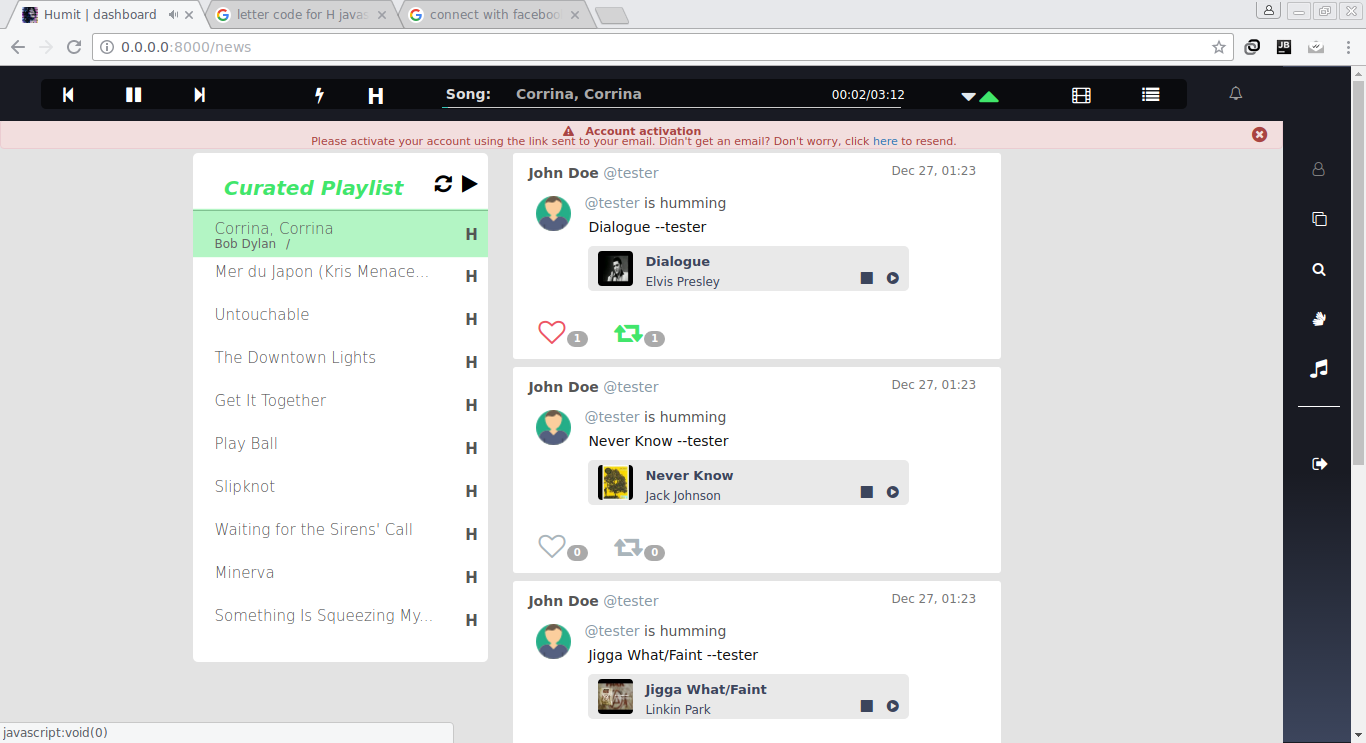 Humit | dashboard
letter code for H javas
connect with faceboo
0.0.0.0:8000/news
H
Song: Corrina, Corrina 00:02/03:12
Account activation
Please activate your account using the link sent to your email. Didn't get an email? Don't worry, click here to resend.
Curated Playlist
Corrina, Corrina
Bob Dylan /
H
Mer du Japon (Kris Menace...
H
Untouchable
H
The Downtown Lights
H
Get It Together
H
Play Ball
H
Slipknot
H
Waiting for the Sirens' Call
H
Minerva
H
Something Is Squeezing My...
H
John Doe @tester
Dec 27, 01:23
@tester is humming
Dialogue --tester
Dialogue
Elvis Presley
1
1
John Doe @tester
Dec 27, 01:23
@tester is humming
Never Know --tester
Never Know
Jack Johnson
0
0
John Doe @tester
Dec 27, 01:23
@tester is humming
Jigga What/Faint --tester
Jigga What/Faint
Linkin Park
JB
javascript:void(0)